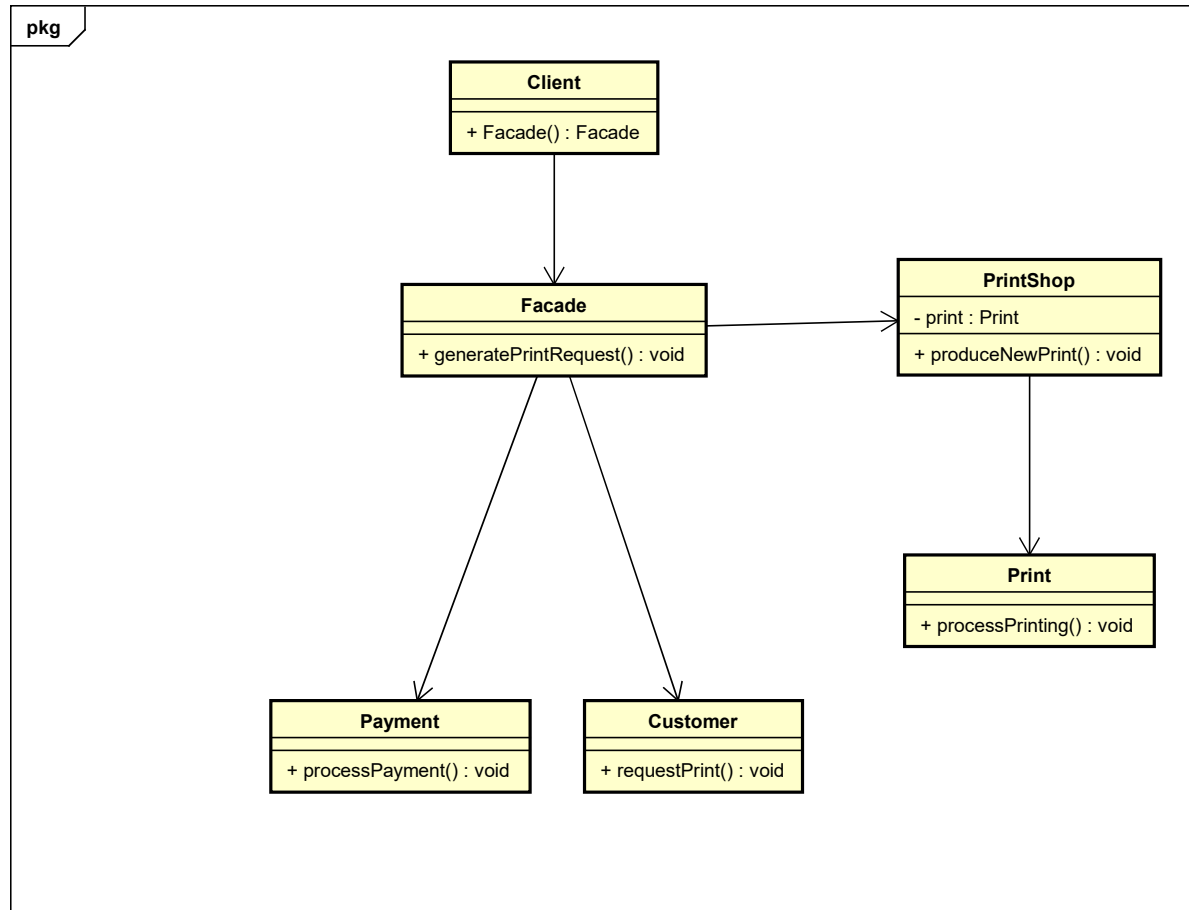 pkg
Client
+ Facade() : Facade
Facade
+ generatePrintRequest() : void
PrintShop
- print : Print
+ produceNewPrint() : void
Print
+ processPrinting() : void
Payment
+ processPayment() : void
Customer
+ requestPrint() : void